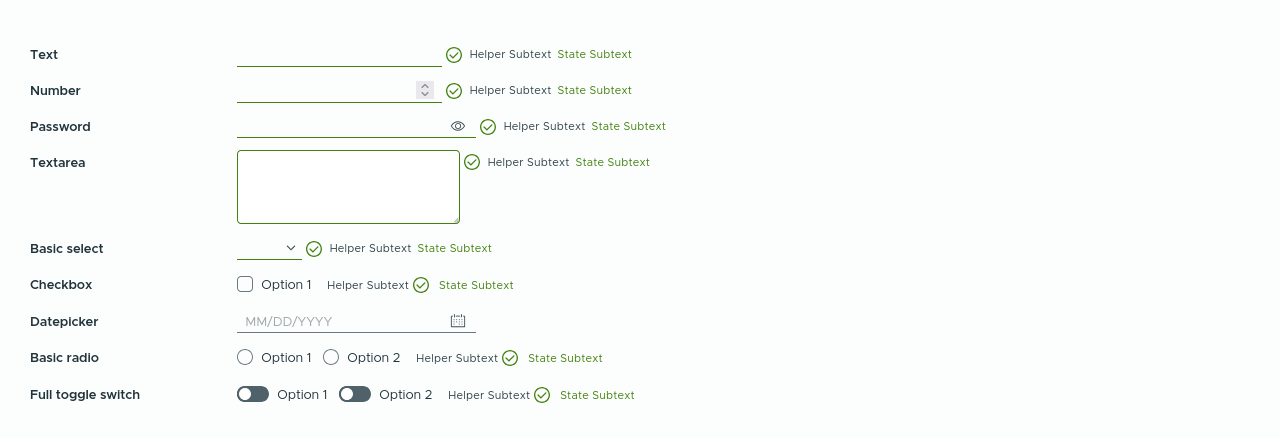 Text Helper Subtext State Subtext
Number Helper Subtext State Subtext
Password Helper Subtext State Subtext
Textarea Helper Subtext State Subtext
Basic select Helper Subtext State Subtext
Checkbox Option 1 Helper Subtext State Subtext
Datepicker MM/DD/YYYY
Basic radio Option 1 Option 2 Helper Subtext State Subtext
Full toggle switch Option 1 Option 2 Helper Subtext State Subtext